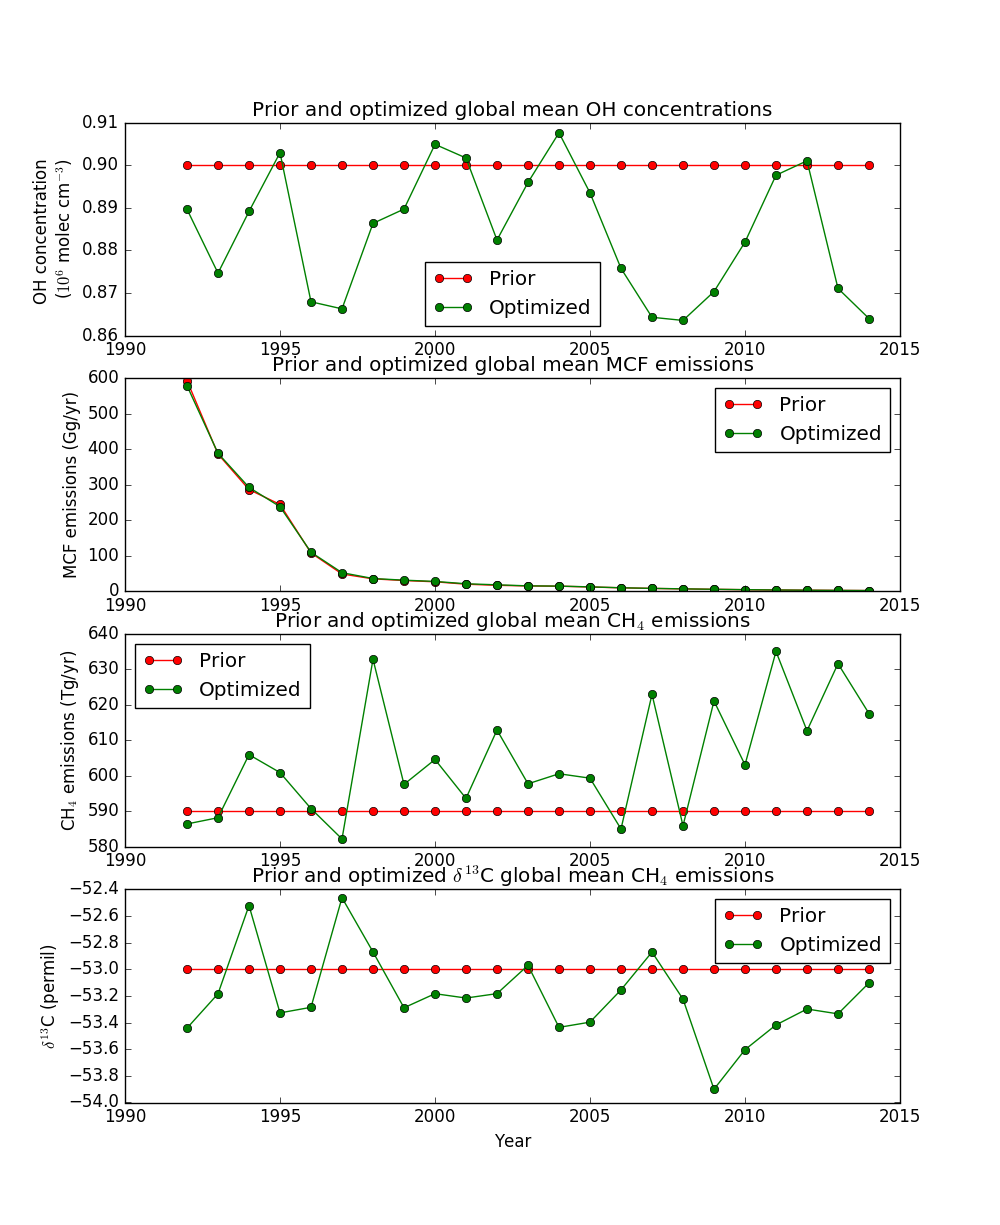 Prior and optimized global mean OH concentrations
OH concentration
(10⁶ molec cm⁻³)
0.91
0.90
0.89
0.88
0.87
0.86
Prior
Optimized
1990 1995 2000 2005 2010 2015
Prior and optimized global mean MCF emissions
MCF emissions (Gg/yr)
600
500
400
300
200
100
0
Prior
Optimized
1990 1995 2000 2005 2010 2015
Prior and optimized global mean CH₄ emissions
CH₄ emissions (Tg/yr)
640
630
620
610
600
590
580
Prior
Optimized
1990 1995 2000 2005 2010 2015
Prior and optimized δ¹³C global mean CH₄ emissions
δ¹³C (permil)
−52.4
−52.6
−52.8
−53.0
−53.2
−53.4
−53.6
−53.8
−54.0
Prior
Optimized
1990 1995 2000 2005 2010 2015
Year